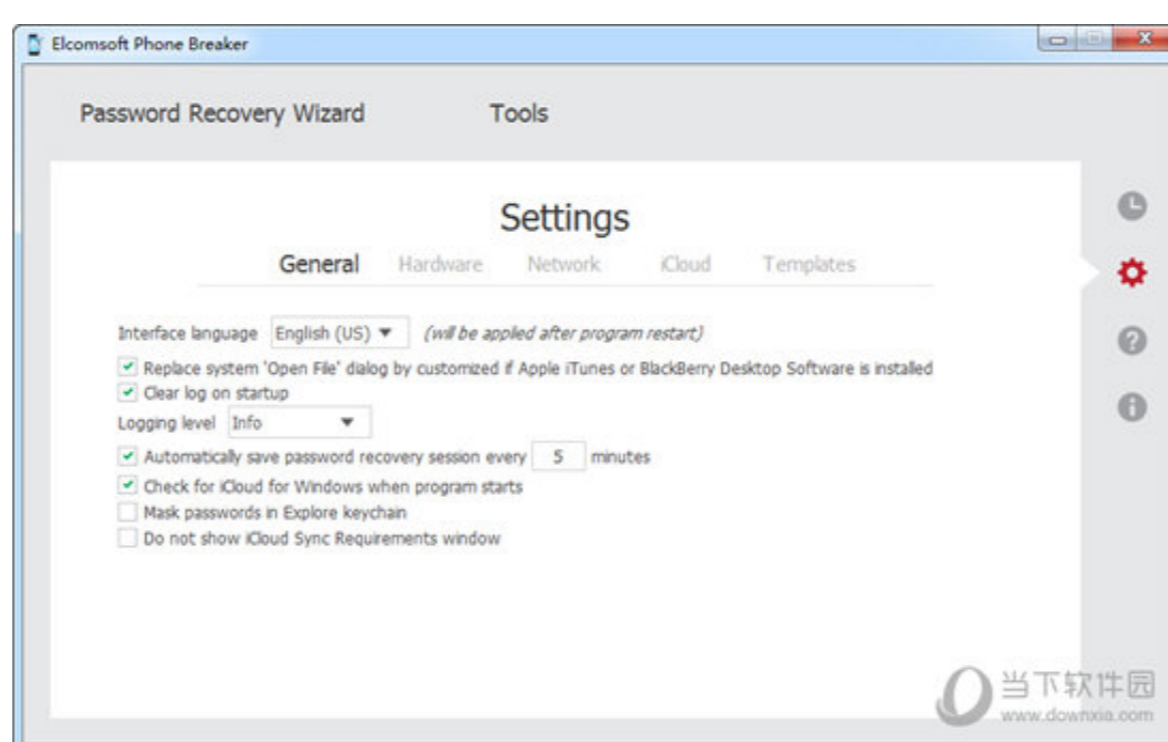 Elcomsoft Phone Breaker
Password Recovery Wizard Tools
Settings
General Hardware Network iCloud Templates
Interface language English (US) (will be applied after program restart)
Replace system 'Open File' dialog by customized if Apple iTunes or BlackBerry Desktop Software is installed
Clear log on startup
Logging level Info
Automatically save password recovery session every 5 minutes
Check for iCloud for Windows when program starts
Mask passwords in Explore keychain
Do not show iCloud Sync Requirements window
当下软件园
www.downxia.com